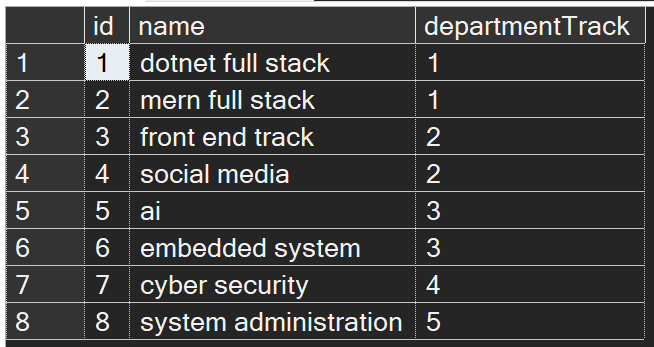 id name departmentTrack
1 1 dotnet full stack 1
2 2 mern full stack 1
3 3 front end track 2
4 4 social media 2
5 5 ai 3
6 6 embedded system 3
7 7 cyber security 4
8 8 system administration 5